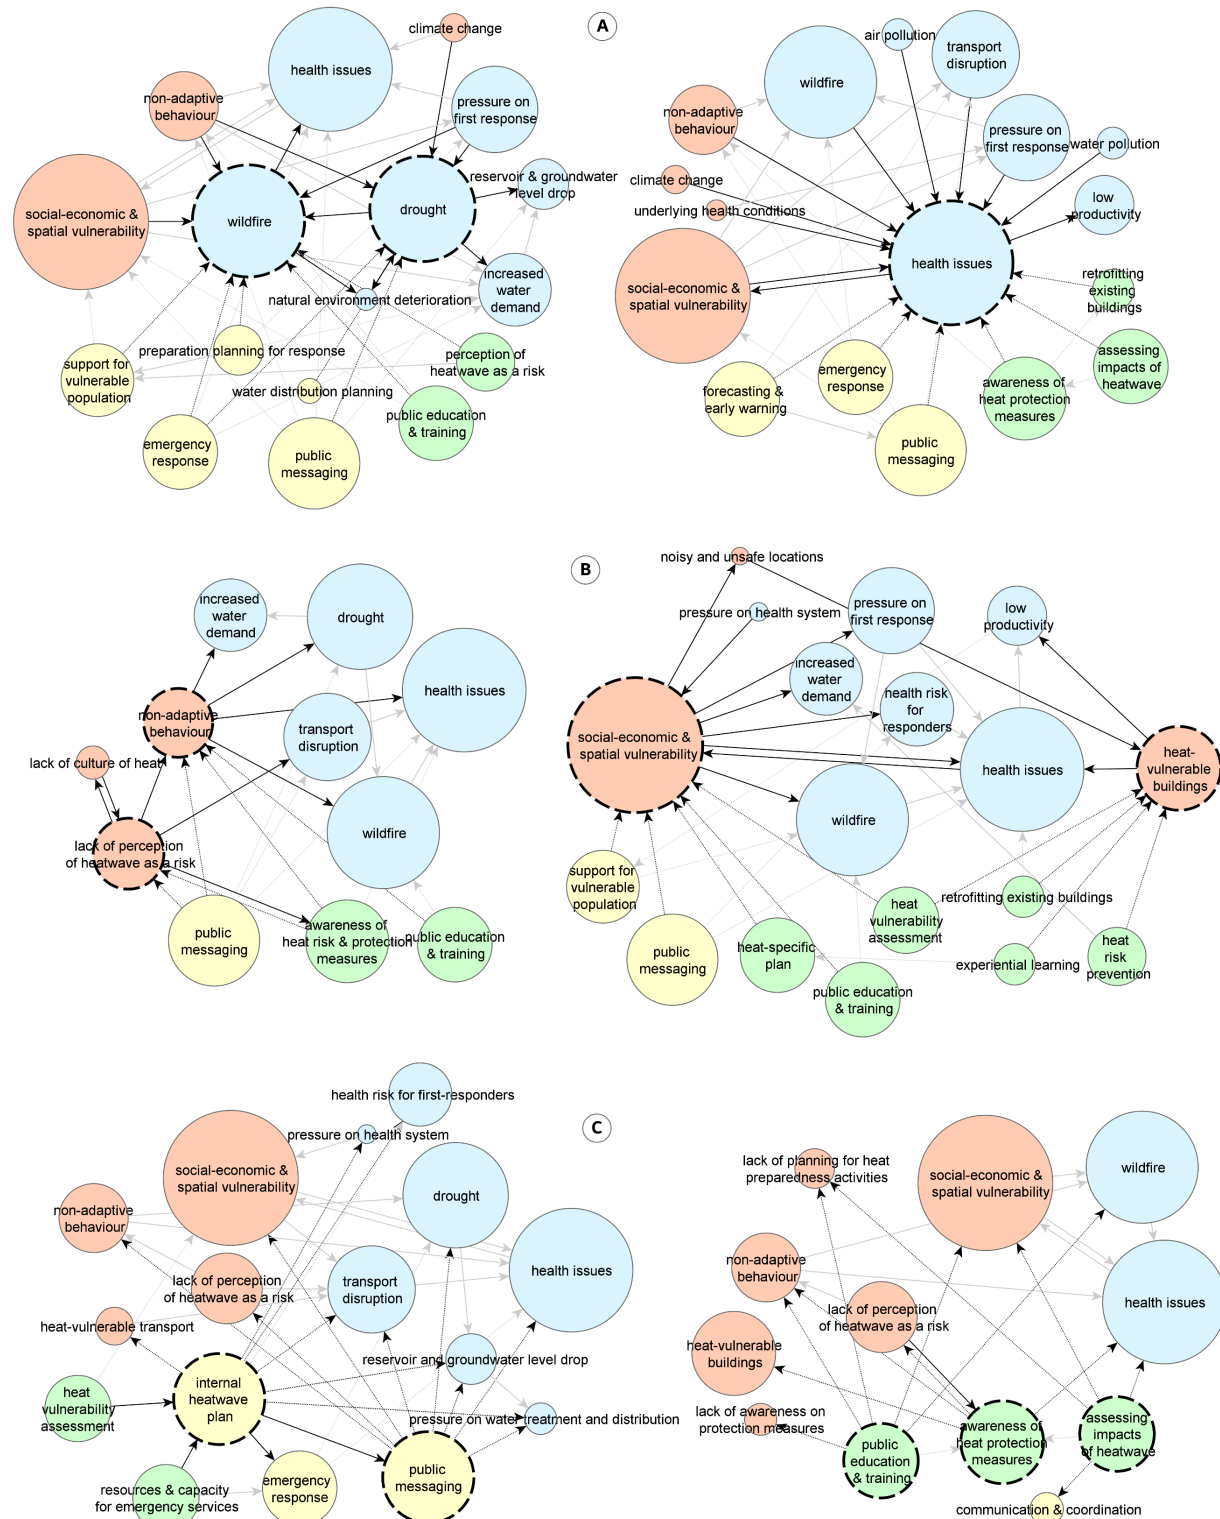 A
climate change
health issues
non-adaptive
behaviour
pressure on
first response
reservoir & groundwater
level drop
social-economic &
spatial vulnerability
wildfire
drought
increased
water
demand
natural environment deterioration
support for
vulnerable
population
preparation planning for response
perception of
heatwave as a risk
water distribution planning
public education
& training
emergency
response
public
messaging
air pollution
transport
disruption
wildfire
non-adaptive
behaviour
pressure on
first response
water pollution
climate change
underlying health conditions
low
productivity
health issues
social-economic &
spatial vulnerability
retrofitting
existing
buildings
assessing
impacts of
heatwave
forecasting &
early warning
emergency
response
awareness of
heat protection
measures
public
messaging
B
increased
water
demand
drought
health issues
non-adaptive
behaviour
transport
disruption
lack of culture of heat
wildfire
lack of perception
of heatwave as a risk
public
messaging
awareness of
heat risk & protection
measures
public education
& training
noisy and unsafe locations
pressure on health system
pressure on
first response
low
productivity
increased
water
demand
health risk
for
responders
social-economic &
spatial vulnerability
health issues
heat-
vulnerable
buildings
wildfire
support for
vulnerable
population
heat
vulnerability
assessment
retrofitting existing buildings
public
messaging
heat-specific
plan
experiential learning
heat
risk
prevention
public education
& training
C
health risk for first-responders
pressure on health system
social-economic &
spatial vulnerability
drought
non-adaptive
behaviour
lack of perception
of heatwave as a risk
transport
disruption
health issues
heat-vulnerable transport
reservoir and groundwater level drop
internal
heatwave
plan
heat
vulnerability
assessment
pressure on water treatment and distribution
public
messaging
emergency
response
resources & capacity
for emergency services
lack of planning for heat
preparedness activities
social-economic &
spatial vulnerability
wildfire
non-adaptive
behaviour
lack of perception
of heatwave as a risk
health issues
heat-vulnerable
buildings
lack of awareness on
protection measures
public
education
& training
awareness of
heat protection
measures
assessing
impacts
of heatwave
communication & coordination